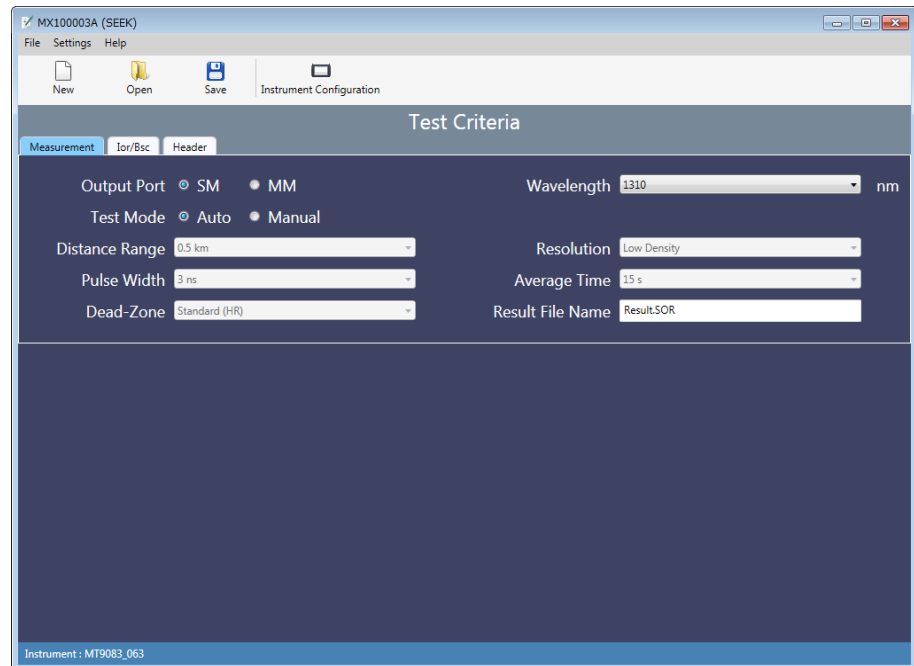 MX100003A (SEEK)
File Settings Help
New Open Save Instrument Configuration
Test Criteria
Measurement Ior/Bsc Header
Output Port SM MM Wavelength 1310 nm
Test Mode Auto Manual
Distance Range 0.5 km Resolution Low Density
Pulse Width 3 ns Average Time 15 s
Dead-Zone Standard (HR) Result File Name Result.SOR
Instrument : MT9083_063